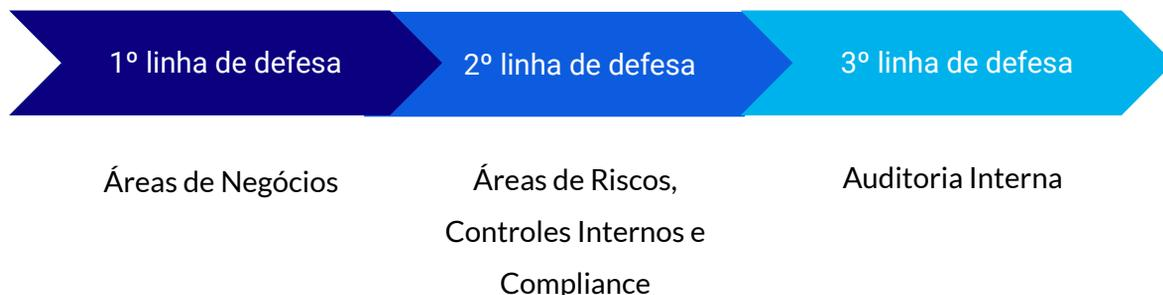 1º linha de defesa
2º linha de defesa
3º linha de defesa
Áreas de Negócios
Áreas de Riscos,
Controles Internos e
Compliance
Auditoria Interna